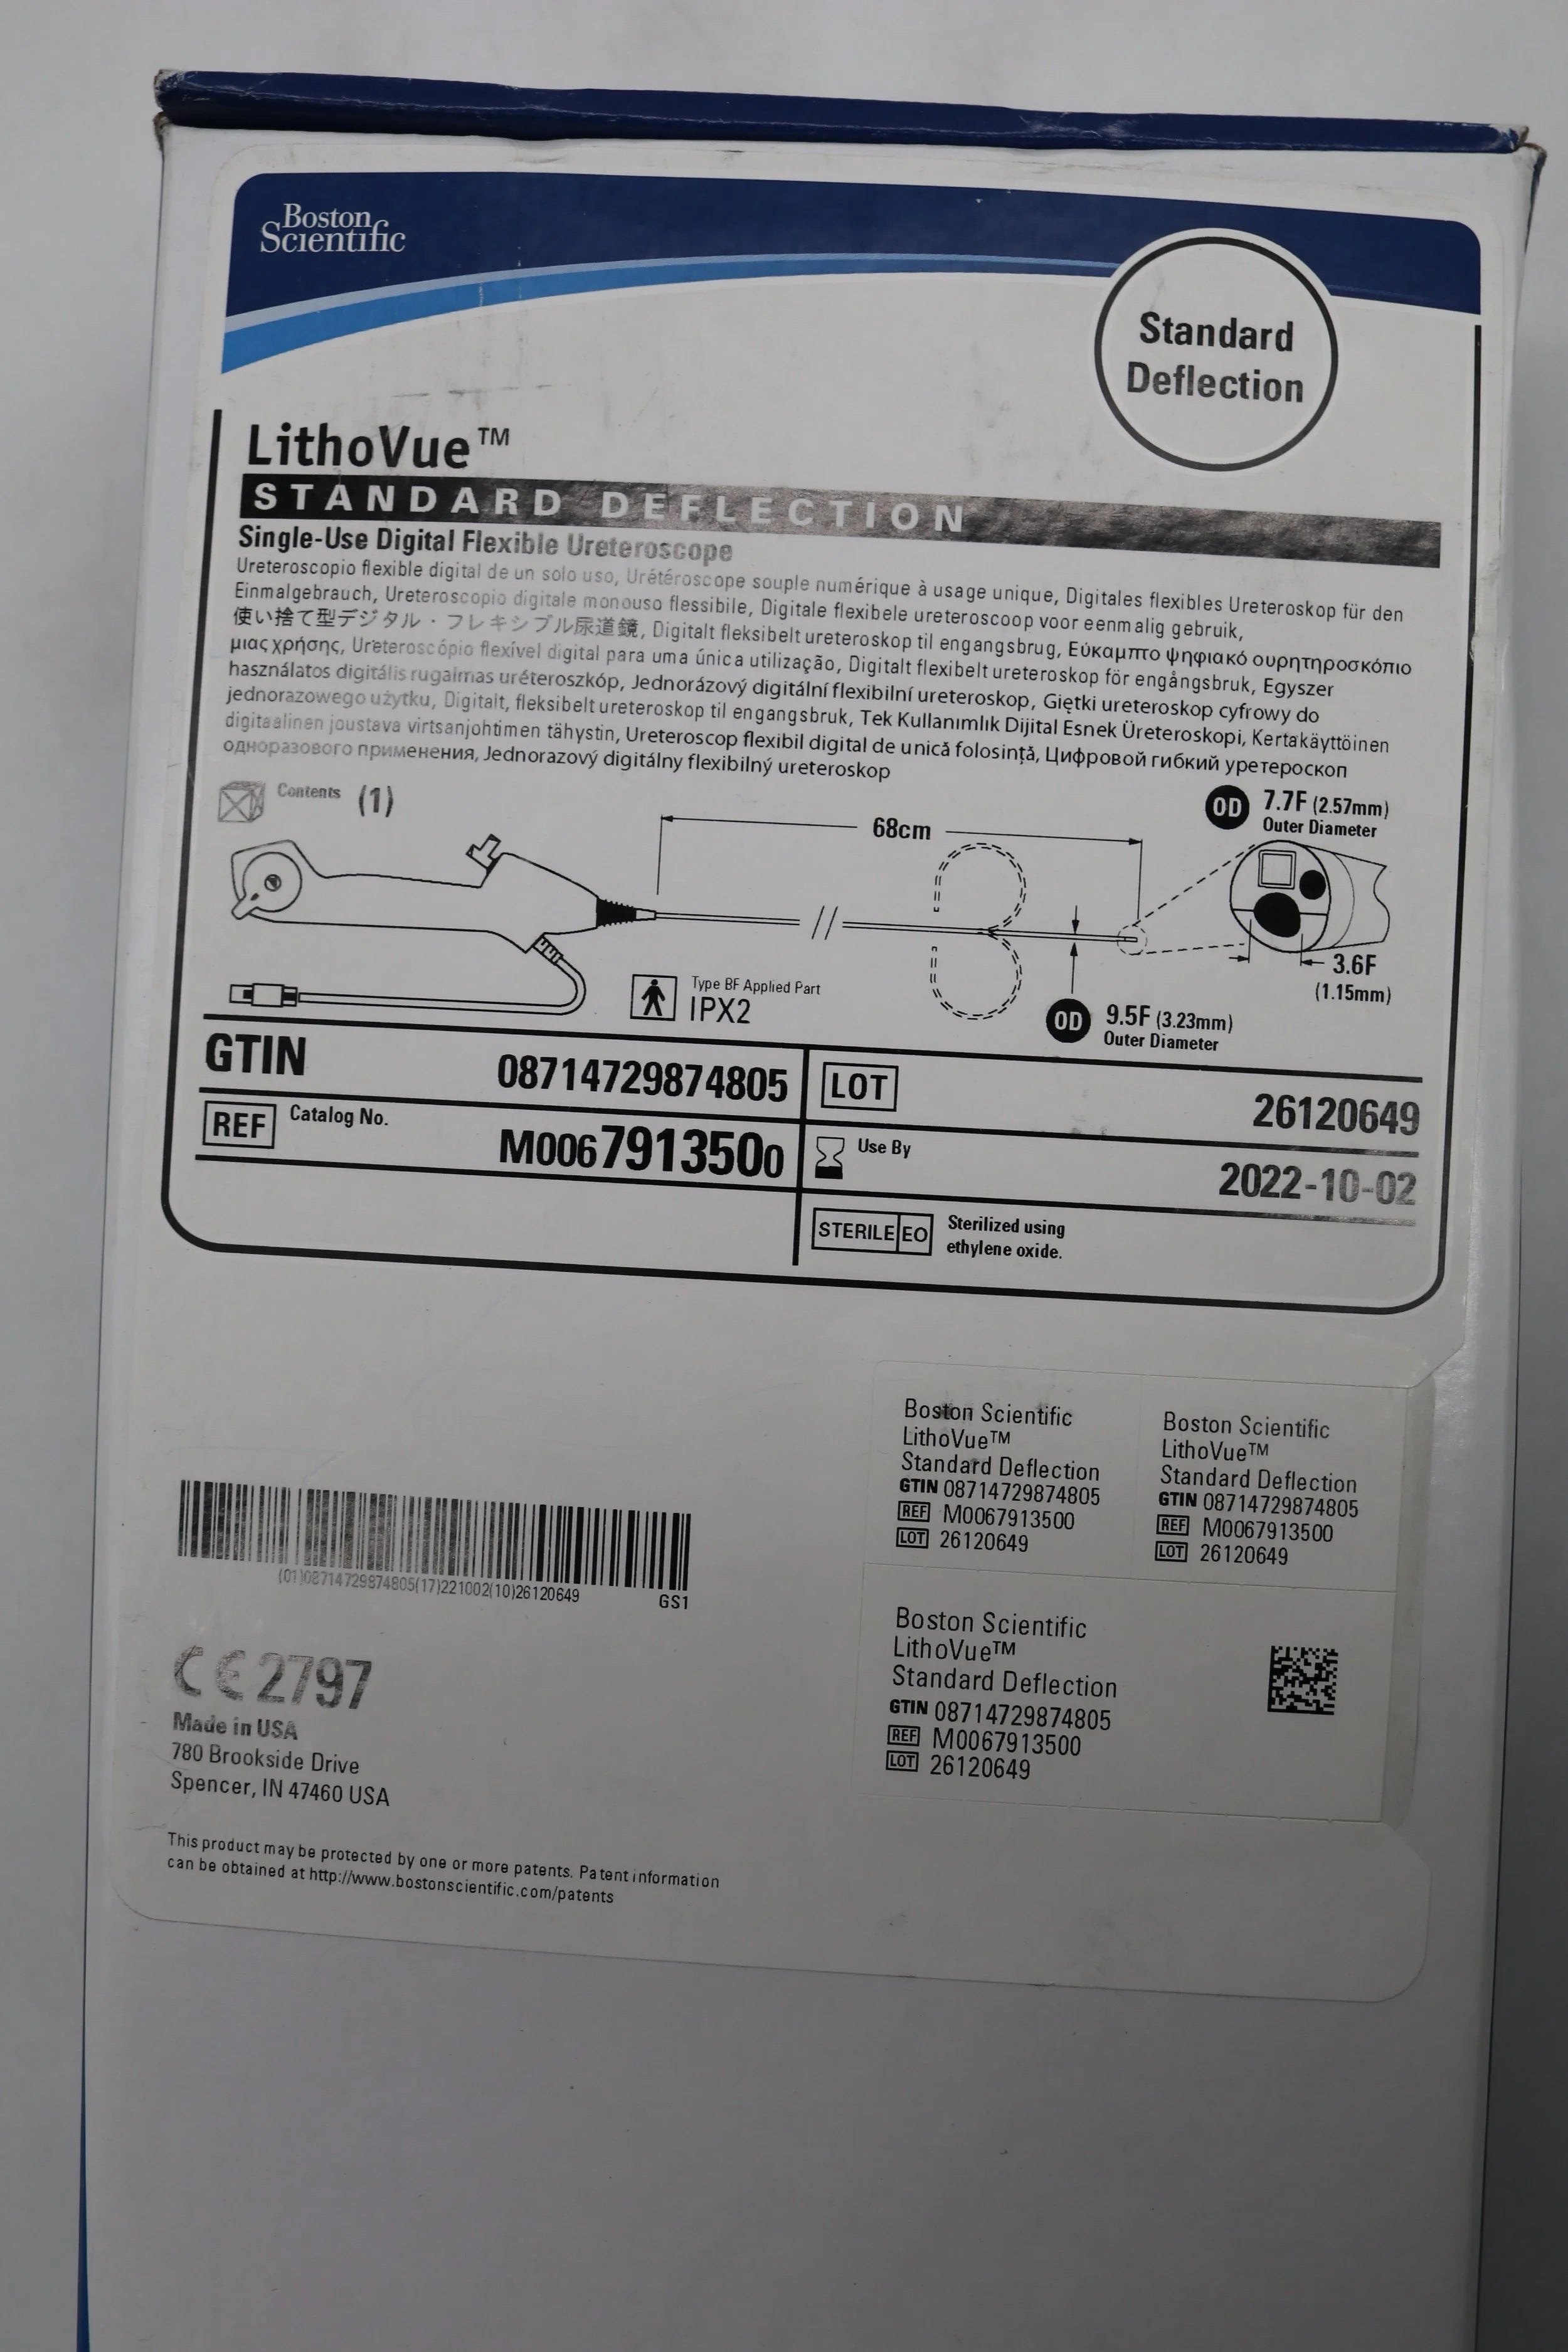 Boston
Scientific
Standard
Deflection
LithoVue™
STANDARD DEFLECTION
Single-Use Digital Flexible Ureteroscope
Ureteroscopio flexible digital de un solo uso, Urétéroscope souple numérique à usage unique, Digitales flexibles Ureteroskop für den
Einmalgebrauch, Ureteroscopio digitale monouso flessibile, Digitale flexibele ureteroscoop voor eenmalig gebruik,
使い捨て型デジタル・フレキシブル尿道鏡, Digitalt fleksibelt ureteroskop til engangsbrug, Εύκαμπτο ψηφιακό ουρητηροσκόπιο
μιας χρήσης, Ureteroscópio flexível digital para uma única utilização, Digitalt flexibelt ureteroskop för engångsbruk, Egyszer
használatos digitális rugalmas uréteroszkóp, Jednorázový digitální flexibilní ureteroskop, Giętki ureteroskop cyfrowy do
jednorazowego użytku, Digitalt, fleksibelt ureteroskop til engangsbruk, Tek Kullanımlık Dijital Esnek Üreteroskopi, Kertakäyttöinen
digitaalinen joustava virtsanjohtimen tähystin, Ureteroscop flexibil digital de unică folosință, Цифровой гибкий уретероскоп
одноразового применения, Jednorazový digitálny flexibilný ureteroskop
Contents (1)
68cm
OD 7.7F (2.57mm)
Outer Diameter
3.6F
(1.15mm)
Type BF Applied Part
IPX2
OD 9.5F (3.23mm)
Outer Diameter
GTIN 08714729874805
LOT 26120649
REF Catalog No. M0067913500
Use By 2022-10-02
STERILE EO Sterilized using
ethylene oxide.
(01)08714729874805(17)221002(10)26120649
GS1
CE 2797
Made in USA
780 Brookside Drive
Spencer, IN 47460 USA
This product may be protected by one or more patents. Patent information
can be obtained at http://www.bostonscientific.com/patents
Boston Scientific
LithoVue™
Standard Deflection
GTIN 08714729874805
REF M0067913500
LOT 26120649
Boston Scientific
LithoVue™
Standard Deflection
GTIN 08714729874805
REF M0067913500
LOT 26120649
Boston Scientific
LithoVue™
Standard Deflection
GTIN 08714729874805
REF M0067913500
LOT 26120649